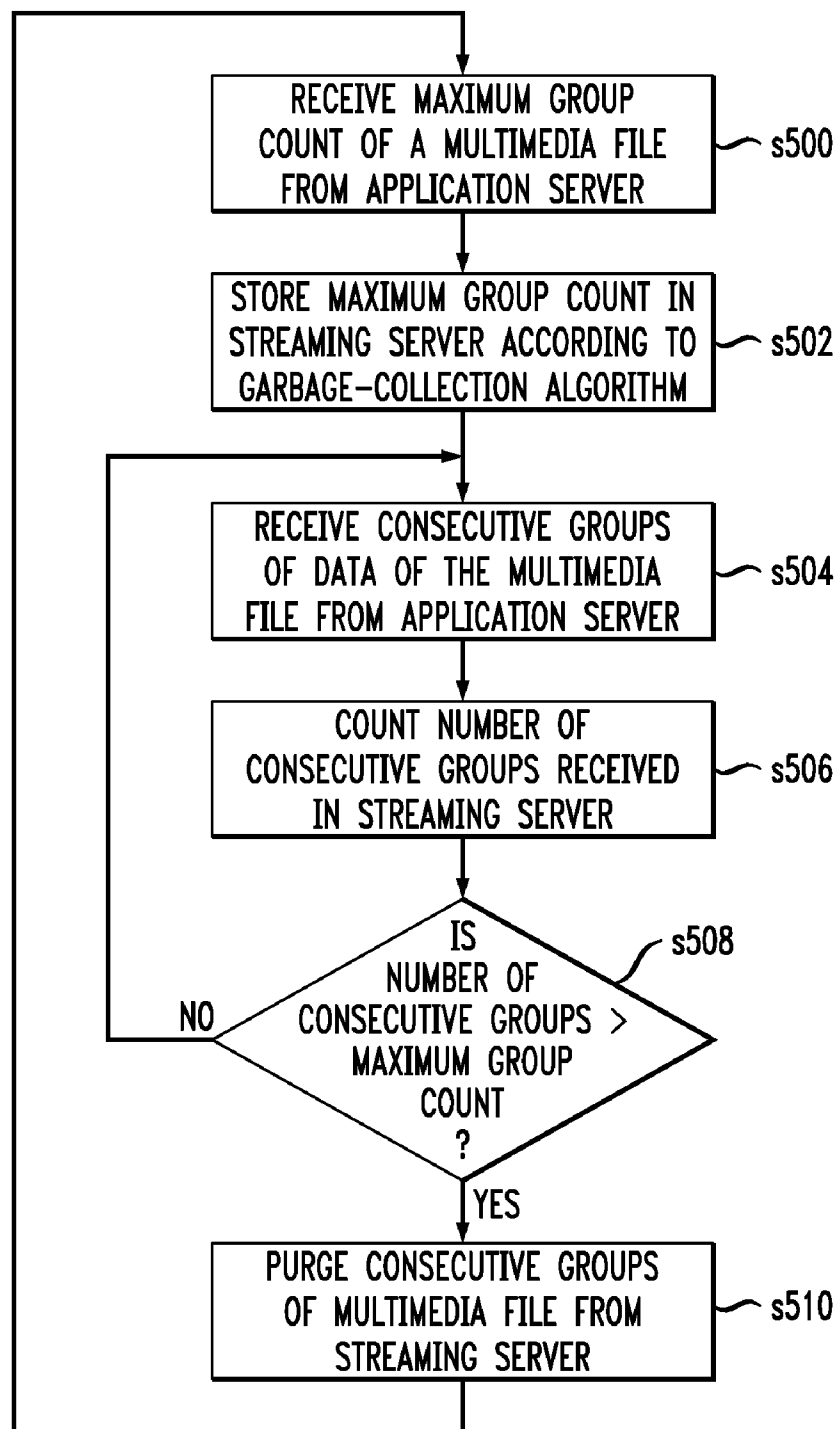 RECEIVE MAXIMUM GROUP
COUNT OF A MULTIMEDIA FILE
FROM APPLICATION SERVER
s500
STORE MAXIMUM GROUP COUNT IN
STREAMING SERVER ACCORDING TO
GARBAGE-COLLECTION ALGORITHM
s502
RECEIVE CONSECUTIVE GROUPS
OF DATA OF THE MULTIMEDIA
FILE FROM APPLICATION SERVER
s504
COUNT NUMBER OF
CONSECUTIVE GROUPS RECEIVED
IN STREAMING SERVER
s506
IS
NUMBER OF
CONSECUTIVE GROUPS >
MAXIMUM GROUP
COUNT
?
s508
NO
YES
PURGE CONSECUTIVE GROUPS
OF MULTIMEDIA FILE FROM
STREAMING SERVER
s510